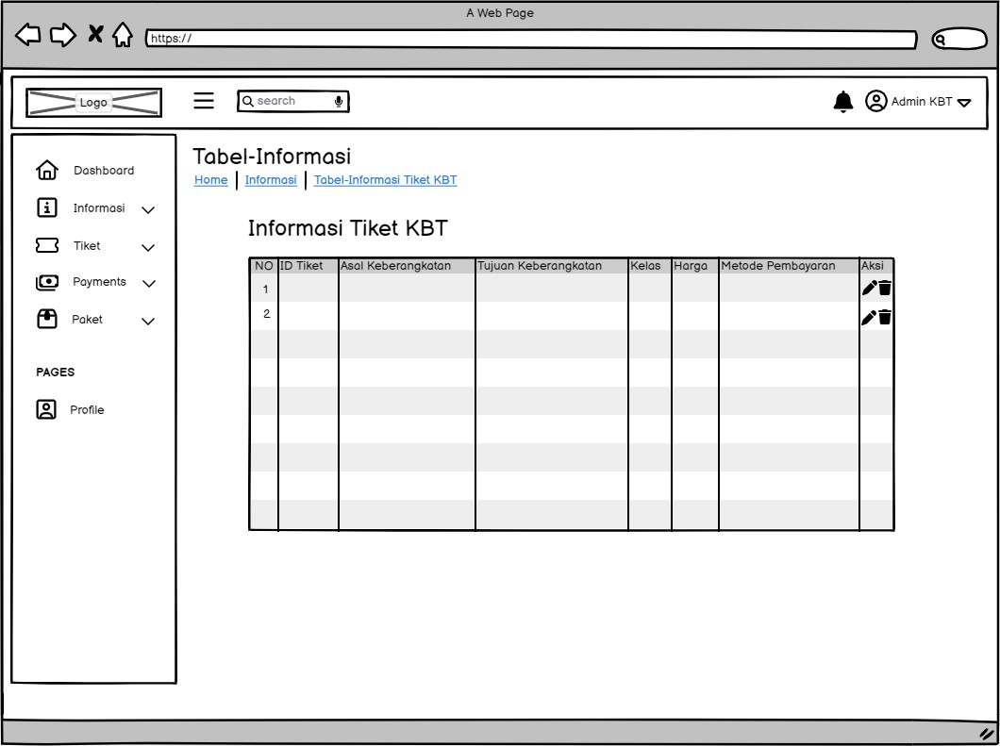 A Web Page
https://
Logo
search
Admin KBT
Dashboard
Informasi
Tiket
Payments
Paket
PAGES
Profile
Tabel-Informasi
Home | Informasi | Tabel-Informasi Tiket KBT
Informasi Tiket KBT
NO ID Tiket Asal Keberangkatan Tujuan Keberangkatan Kelas Harga Metode Pembayaran Aksi
1
2